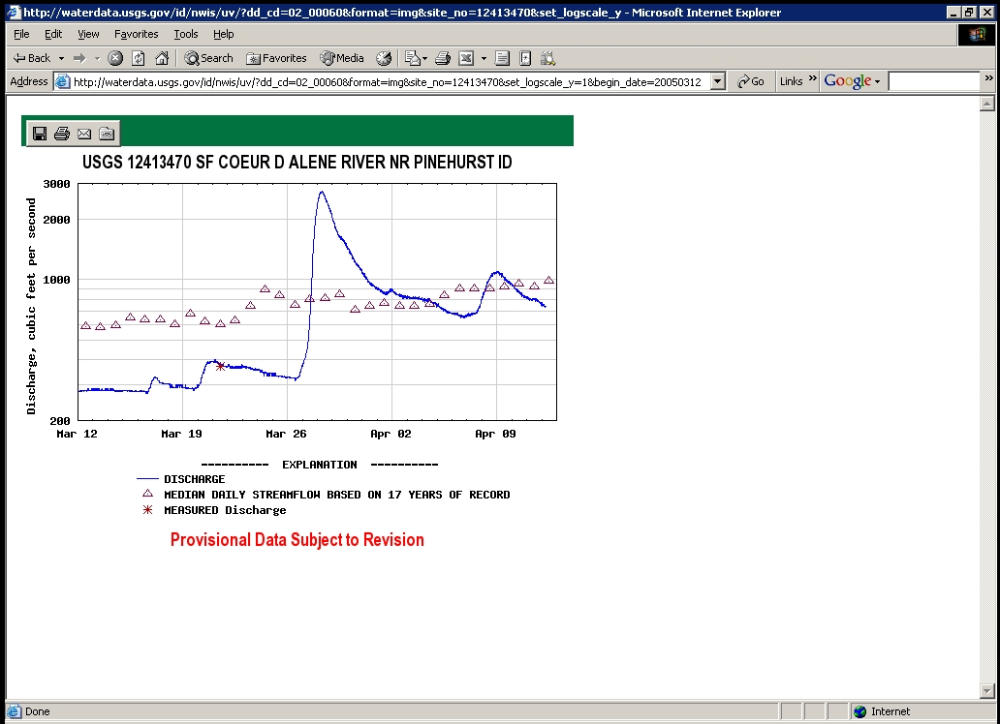 http://waterdata.usgs.gov/id/nwis/uv/?dd_cd=02_00060&format=img&site_no=12413470&set_logscale_y - Microsoft Internet Explorer
File Edit View Favorites Tools Help
Back Search Favorites Media
Address http://waterdata.usgs.gov/id/nwis/uv/?dd_cd=02_00060&format=img&site_no=12413470&set_logscale_y=1&begin_date=20050312 Go Links » Google »
USGS 12413470 SF COEUR D ALENE RIVER NR PINEHURST ID
Discharge, cubic feet per second
3000
2000
1000
200
Mar 12 Mar 19 Mar 26 Apr 02 Apr 09
---------- EXPLANATION ----------
DISCHARGE
MEDIAN DAILY STREAMFLOW BASED ON 17 YEARS OF RECORD
MEASURED Discharge
Provisional Data Subject to Revision
Done Internet